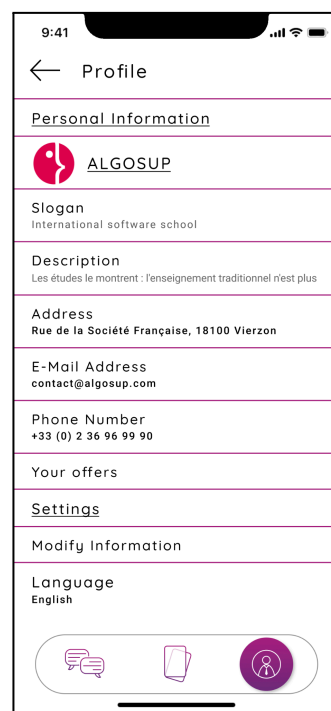 9:41
Profile
Personal Information
ALGOSUP
Slogan
International software school
Description
Les études le montrent : l'enseignement traditionnel n'est plus
Address
Rue de la Société Française, 18100 Vierzon
E-Mail Address
contact@algosup.com
Phone Number
+33 (0) 2 36 96 99 90
Your offers
Settings
Modify Information
Language
English